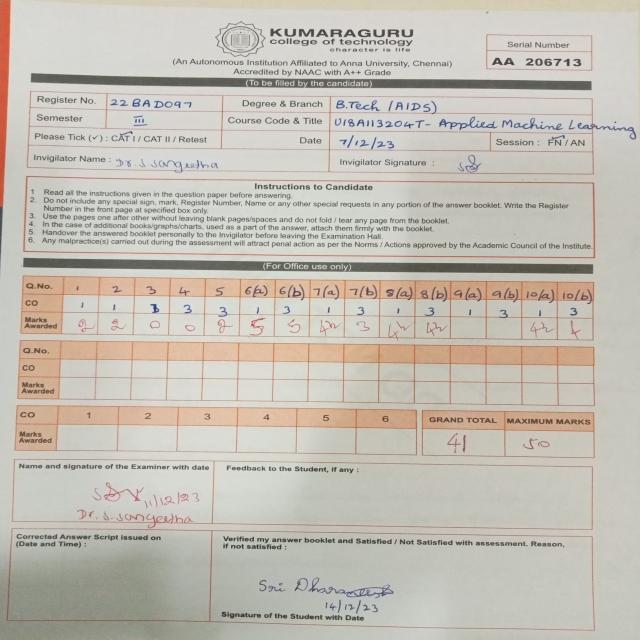 KUMARAGURU
college of technology
character is life
(An Autonomous Institution Affiliated to Anna University, Chennai)
Accredited by NAAC with A++ Grade
Serial Number
AA 206713
(To be filled by the candidate)
Register No. 22BAD097 Degree & Branch B.Tech (AIDS)
Semester III Course Code & Title U18AI13204T - Applied Machine Learning
Please Tick (✓) : CAT I / CAT II / Retest Date 7/12/23 Session : FN / AN
Invigilator Name : Dr. S. Sangeetha Invigilator Signature :
Instructions to Candidate
1 Read all the instructions given in the question paper before answering.
2. Do not include any special sign, mark, Register Number, Name or any other special requests in any portion of the answer booklet. Write the Register
Number in the front page at specified box only.
3. Use the pages one after other without leaving blank pages/spaces and do not fold / tear any page from the booklet.
4. In the case of additional books/graphs/charts, used as a part of the answer, attach them firmly with the booklet.
5 Handover the answered booklet personally to the Invigilator before leaving the Examination Hall.
6. Any malpractice(s) carried out during the assessment will attract penal action as per the Norms / Actions approved by the Academic Council of the Institute.
(For Office use only)
Q.No. 1 2 3 4 5 6(a) 6(b) 7(a) 7(b) 8(a) 8(b) 9(a) 9(b) 10(a) 10(b)
CO 1 1 3 3 3 1 3 1 3 1 3 1 3 1 3
Marks Awarded 2 2 0 0 2 5 5 4½ 3 4½ 4½ 4½ 4
Q.No.
CO
Marks Awarded
CO 1 2 3 4 5 6 GRAND TOTAL MAXIMUM MARKS
Marks Awarded 41 50
Name and signature of the Examiner with date
11/12/23
Dr. S. Sangeetha
Feedback to the Student, if any :
Corrected Answer Script issued on
(Date and Time) :
Verified my answer booklet and Satisfied / Not Satisfied with assessment. Reason,
if not satisfied :
Sri
14/12/23
Signature of the Student with Date